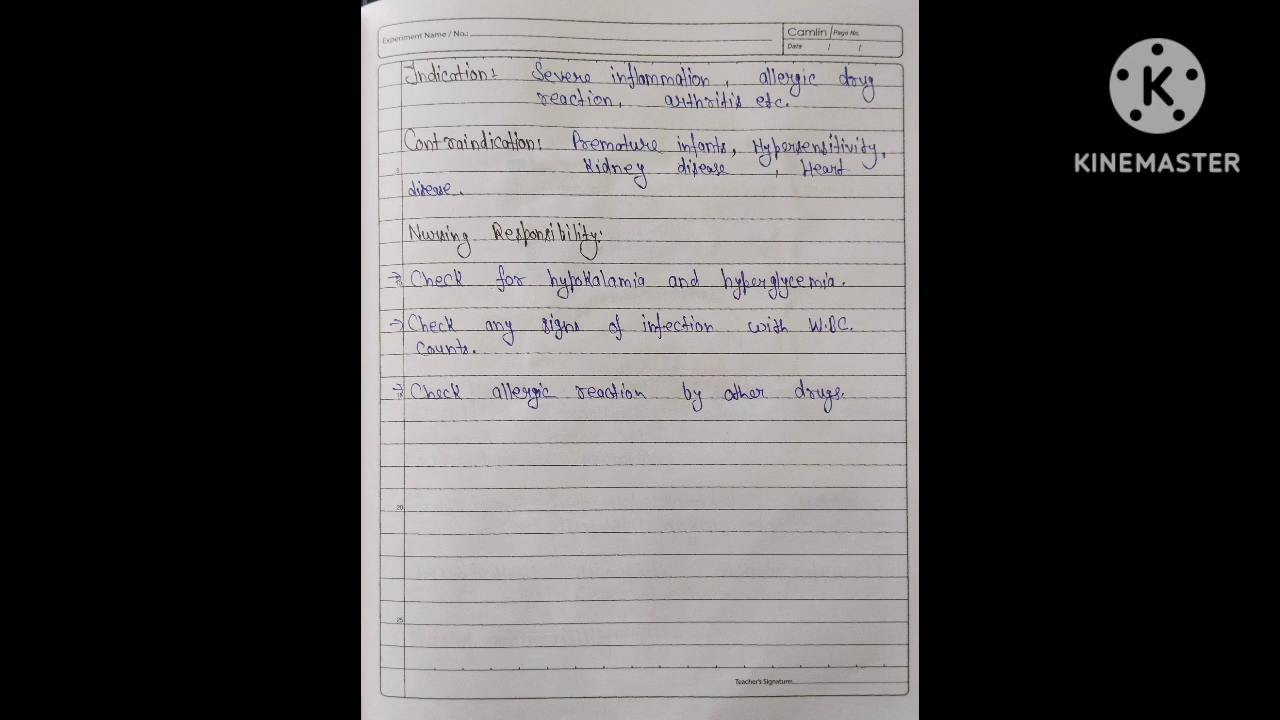 Experiment Name / No.:
Camlin Page No.
Date / /
Indication: Severe inflammation, allergic drug
reaction, arthritis etc.
Contraindication: Premature infants, Hypersensitivity,
Kidney disease , Heart
disease.
Nursing Responsibility:
→ Check for hypokalamia and hyperglycemia.
→ Check any signs of infection with W.B.C.
counts.
→ Check allergic reaction by other drugs.
20
25
Teacher's Signature
K
KINEMASTER